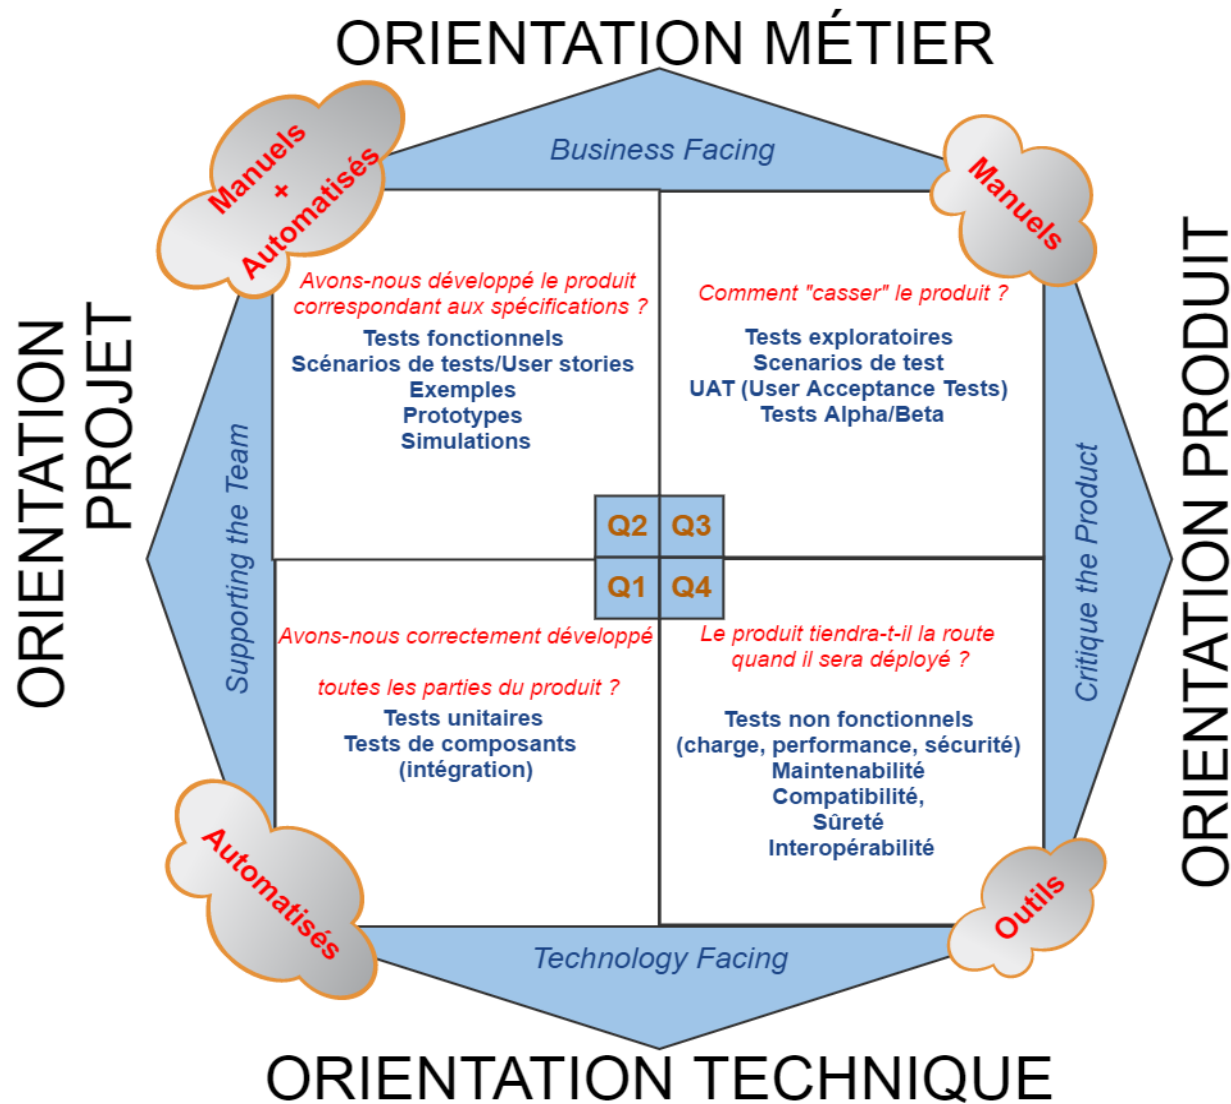 ORIENTATION MÉTIER
Business Facing
Manuels
+
Automatisés
Manuels
ORIENTATION
PROJET
Supporting the Team
Avons-nous développé le produit
correspondant aux spécifications ?
Tests fonctionnels
Scénarios de tests/User stories
Exemples
Prototypes
Simulations
Comment "casser" le produit ?
Tests exploratoires
Scenarios de test
UAT (User Acceptance Tests)
Tests Alpha/Beta
Q2
Q3
Q1
Q4
Avons-nous correctement développé
toutes les parties du produit ?
Tests unitaires
Tests de composants
(intégration)
Le produit tiendra-t-il la route
quand il sera déployé ?
Tests non fonctionnels
(charge, performance, sécurité)
Maintenabilité
Compatibilité,
Sûreté
Interopérabilité
Critique the Product
ORIENTATION PRODUIT
Automatisés
Outils
Technology Facing
ORIENTATION TECHNIQUE